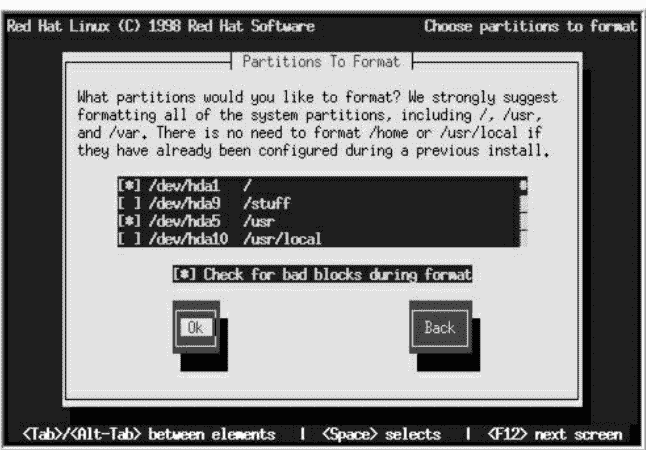 Red Hat Linux (C) 1998 Red Hat Software Choose partitions to format
Partitions To Format
What partitions would you like to format? We strongly suggest
formatting all of the system partitions, including /, /usr,
and /var. There is no need to format /home or /usr/local if
they have already been configured during a previous install.
[*] /dev/hda1 /
[ ] /dev/hda9 /stuff
[*] /dev/hda5 /usr
[ ] /dev/hda10 /usr/local
[*] Check for bad blocks during format
Ok Back
<Tab>/<Alt-Tab> between elements | <Space> selects | <F12> next screen